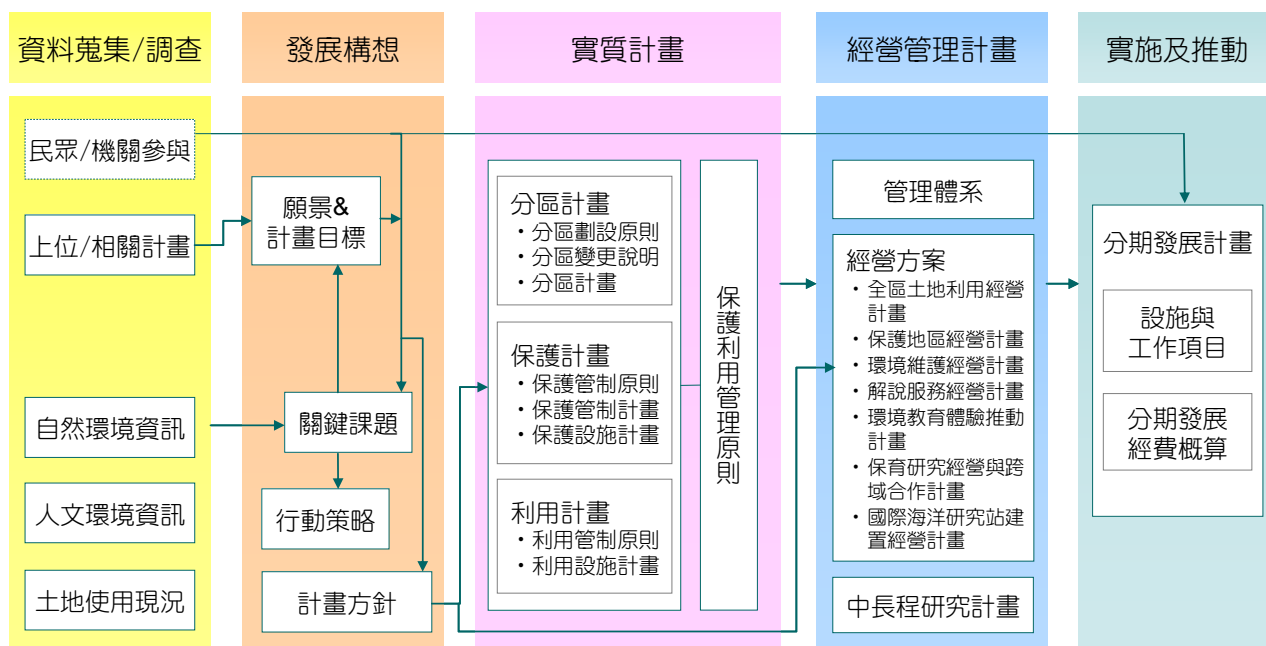 資料蒐集/調查
發展構想
實質計畫
經營管理計畫
實施及推動
民眾/機關參與
上位/相關計畫
自然環境資訊
人文環境資訊
土地使用現況
願景&
計畫目標
關鍵課題
行動策略
計畫方針
分區計畫
・分區劃設原則
・分區變更說明
・分區計畫
保護計畫
・保護管制原則
・保護管制計畫
・保護設施計畫
利用計畫
・利用管制原則
・利用設施計畫
保護利用管理原則
管理體系
經營方案
・全區土地利用經營
計畫
・保護地區經營計畫
・環境維護經營計畫
・解說服務經營計畫
・環境教育體驗推動
計畫
・保育研究經營與跨
域合作計畫
・國際海洋研究站建
置經營計畫
中長程研究計畫
分期發展計畫
設施與
工作項目
分期發展
經費概算